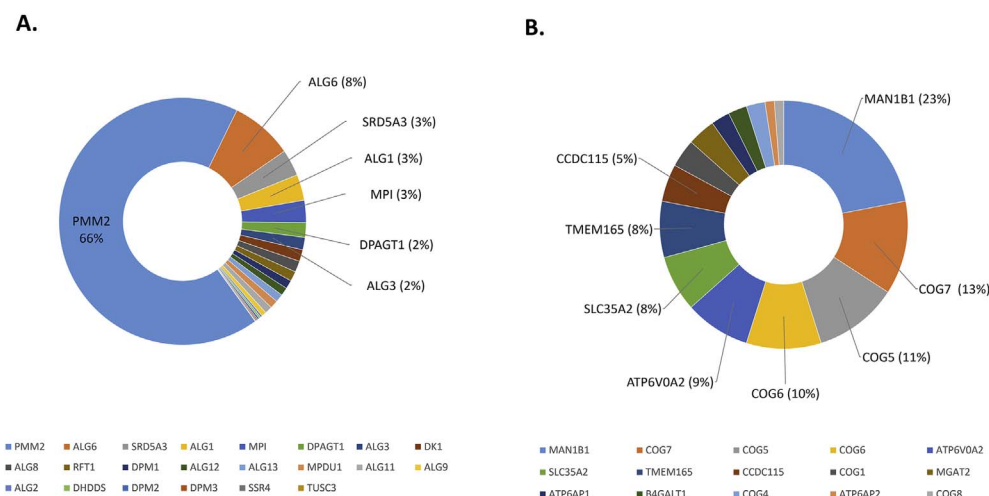 A.
ALG6 (8%)
SRD5A3 (3%)
ALG1 (3%)
MPI (3%)
DPAGT1 (2%)
ALG3 (2%)
PMM2
66%
PMM2 ALG6 SRD5A3 ALG1 MPI DPAGT1 ALG3 DK1
ALG8 RFT1 DPM1 ALG12 ALG13 MPDU1 ALG11 ALG9
ALG2 DHDDS DPM2 DPM3 SSR4 TUSC3
B.
MAN1B1 (23%)
CCDC115 (5%)
TMEM165 (8%)
COG7 (13%)
SLC35A2 (8%)
COG5 (11%)
ATP6V0A2 (9%)
COG6 (10%)
MAN1B1 COG7 COG5 COG6 ATP6V0A2
SLC35A2 TMEM165 CCDC115 COG1 MGAT2
ATP6AP1 B4GALT1 COG4 ATP6AP2 COG8